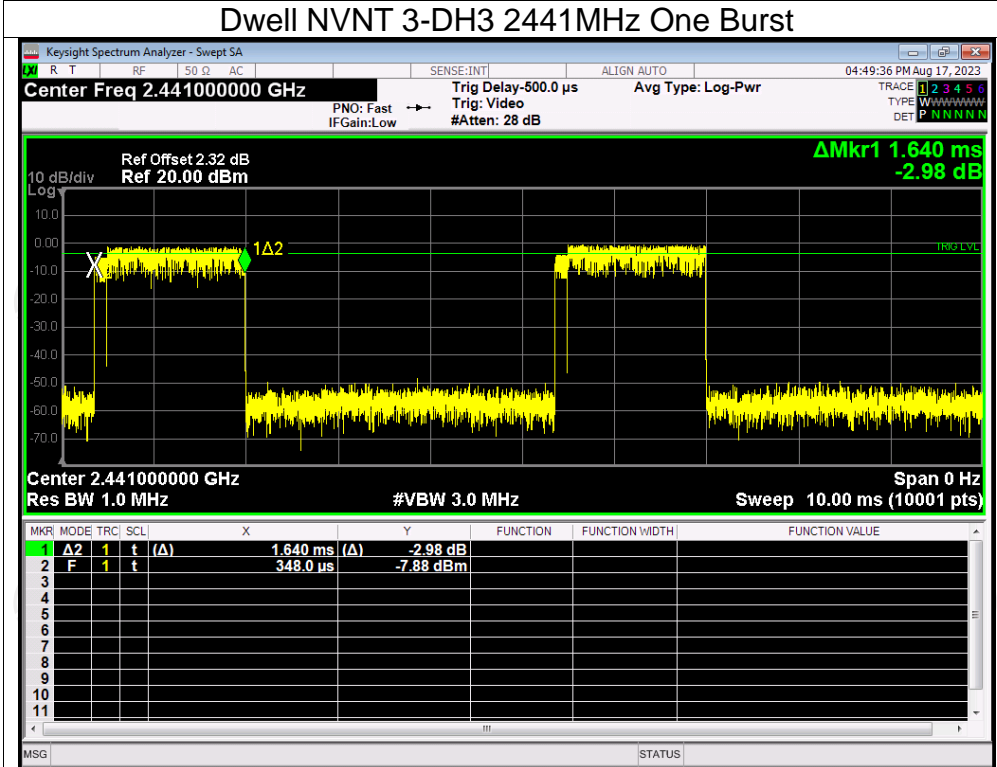 Dwell NVNT 3-DH3 2441MHz One Burst
Keysight Spectrum Analyzer - Swept SA
LXI R T RF 50 Ω AC SENSE:INT ALIGN AUTO 04:49:36 PM Aug 17, 2023
Center Freq 2.441000000 GHz
PNO: Fast
IFGain:Low
Trig Delay-500.0 µs
Trig: Video
#Atten: 28 dB
Avg Type: Log-Pwr
TRACE 1 2 3 4 5 6
TYPE WWWWWW
DET P N N N N N
ΔMkr1 1.640 ms
-2.98 dB
Ref Offset 2.32 dB
10 dB/div Ref 20.00 dBm
Log
10.0
0.00
-10.0
-20.0
-30.0
-40.0
-50.0
-60.0
-70.0
X
1Δ2
TRIG LVL
Center 2.441000000 GHz Span 0 Hz
Res BW 1.0 MHz #VBW 3.0 MHz Sweep 10.00 ms (10001 pts)
MKR MODE TRC SCL X Y FUNCTION FUNCTION WIDTH FUNCTION VALUE
1 Δ2 1 t (Δ) 1.640 ms (Δ) -2.98 dB
2 F 1 t 348.0 µs -7.88 dBm
3
4
5
6
7
8
9
10
11
MSG STATUS